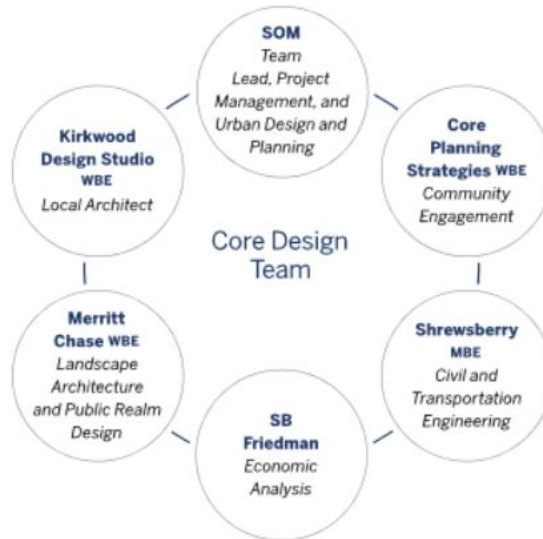 SOM
Team
Lead, Project
Management, and
Urban Design and
Planning
Core
Planning
Strategies WBE
Community
Engagement
Shrewsberry
MBE
Civil and
Transportation
Engineering
SB
Friedman
Economic
Analysis
Merritt
Chase WBE
Landscape
Architecture
and Public Realm
Design
Kirkwood
Design Studio
WBE
Local Architect
Core Design
Team